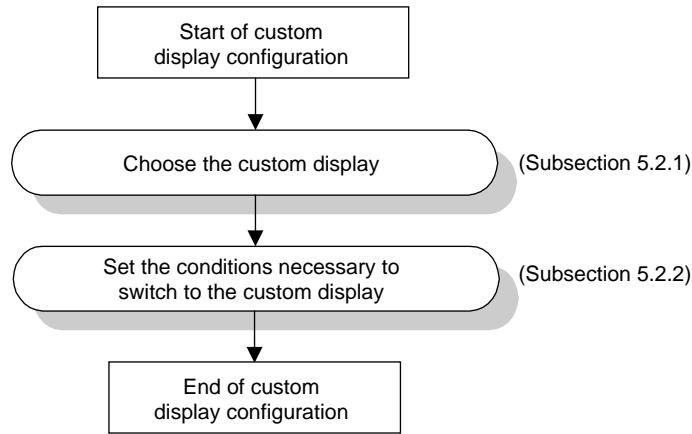 Start of custom
display configuration
Choose the custom display
(Subsection 5.2.1)
Set the conditions necessary to
switch to the custom display
(Subsection 5.2.2)
End of custom
display configuration